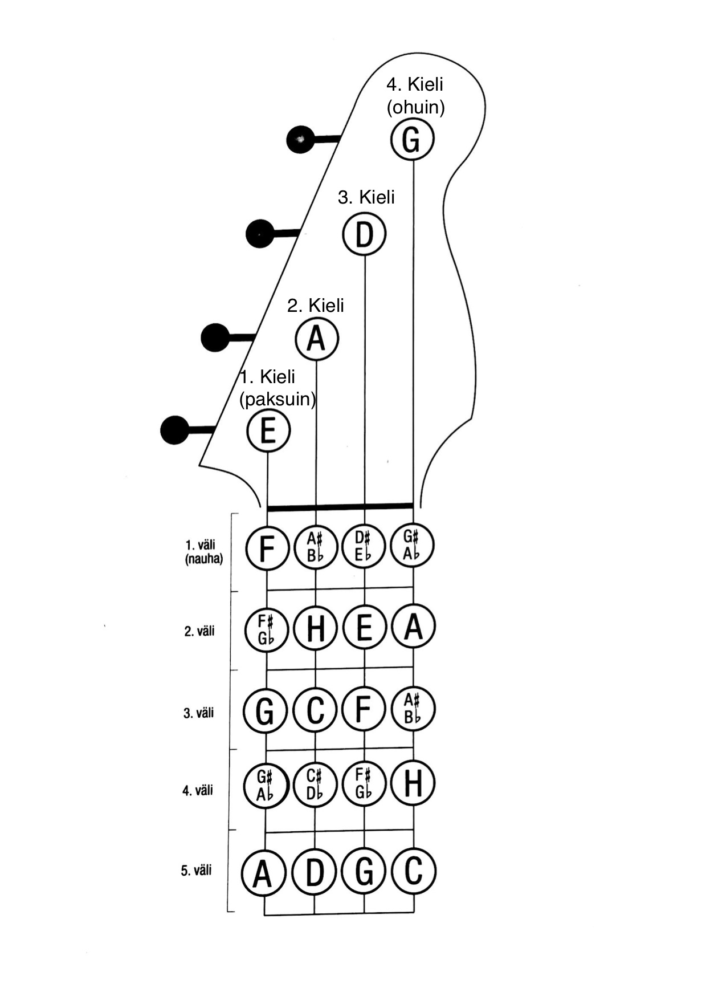 4. Kieli
(ohuin)
G
3. Kieli
D
2. Kieli
A
1. Kieli
(paksuin)
E
1. väli
(nauha)
F
A♯
B♭
D♯
E♭
G♯
A♭
2. väli
F♯
G♭
H
E
A
3. väli
G
C
F
A♯
B♭
4. väli
G♯
A♭
C♯
D♭
F♯
G♭
H
5. väli
A
D
G
C